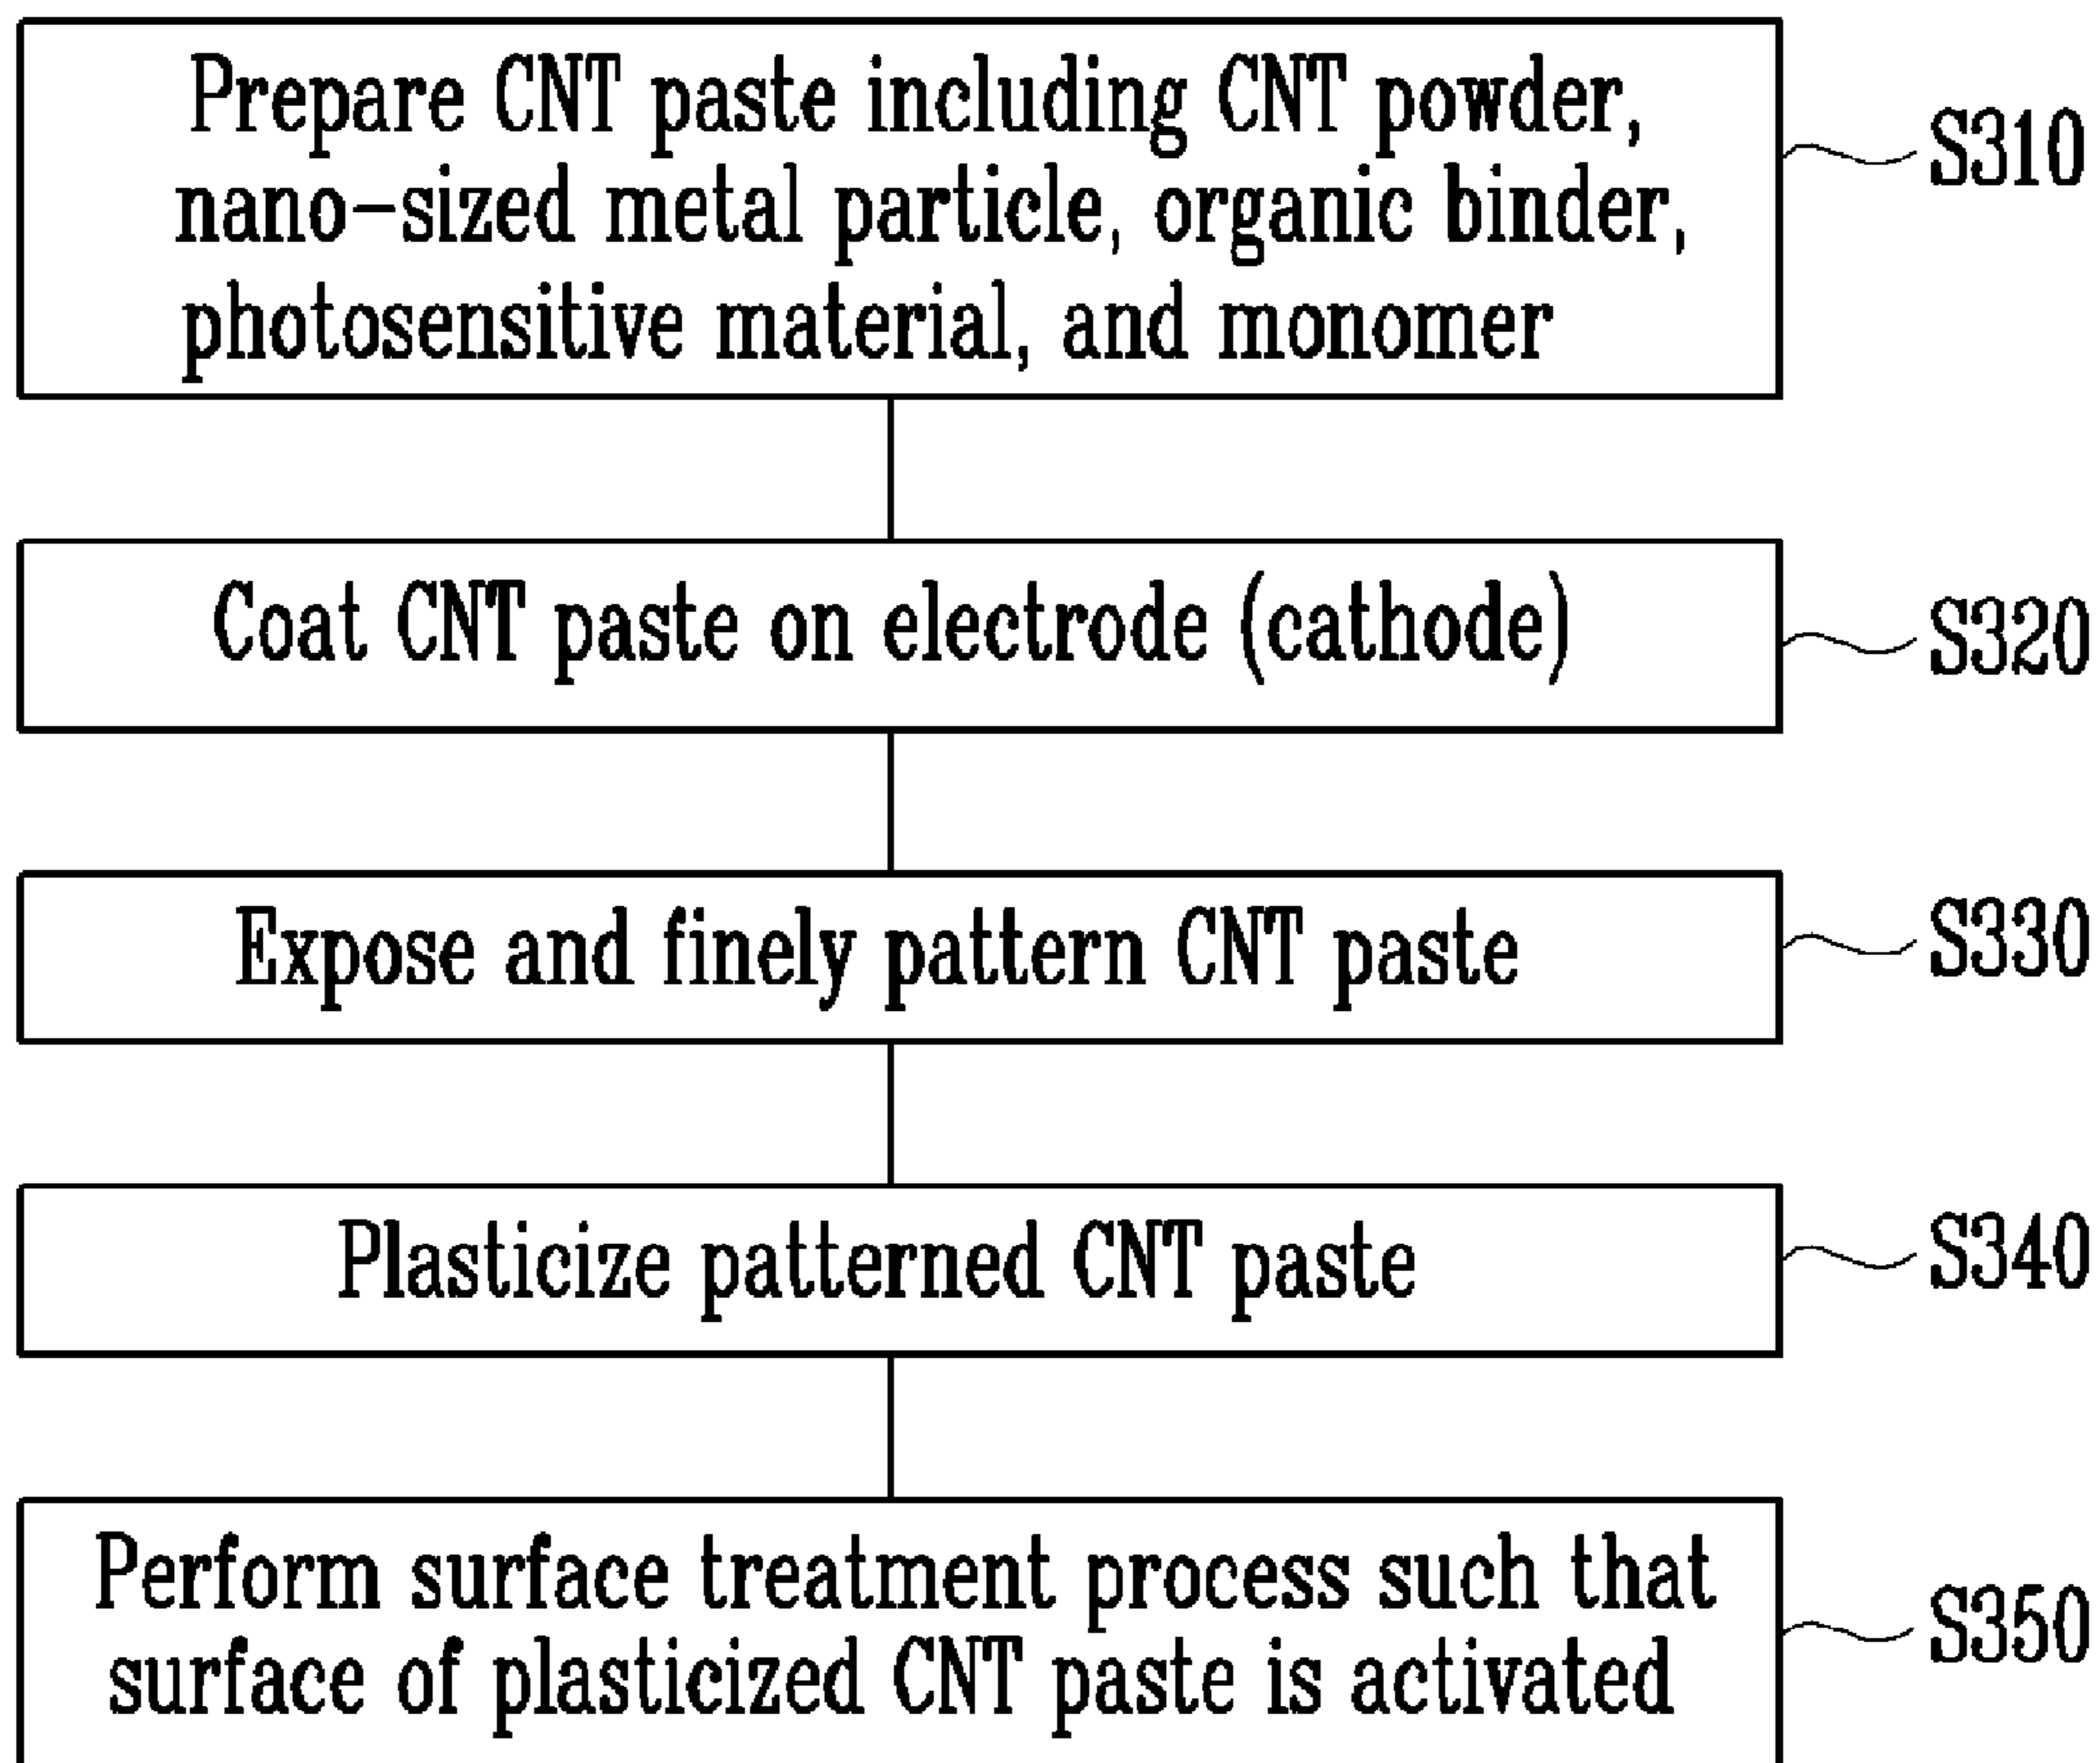 Prepare CNT paste including CNT powder,
nano-sized metal particle, organic binder,
photosensitive material, and monomer
S310
Coat CNT paste on electrode (cathode)
S320
Expose and finely pattern CNT paste
S330
Plasticize patterned CNT paste
S340
Perform surface treatment process such that
surface of plasticized CNT paste is activated
S350